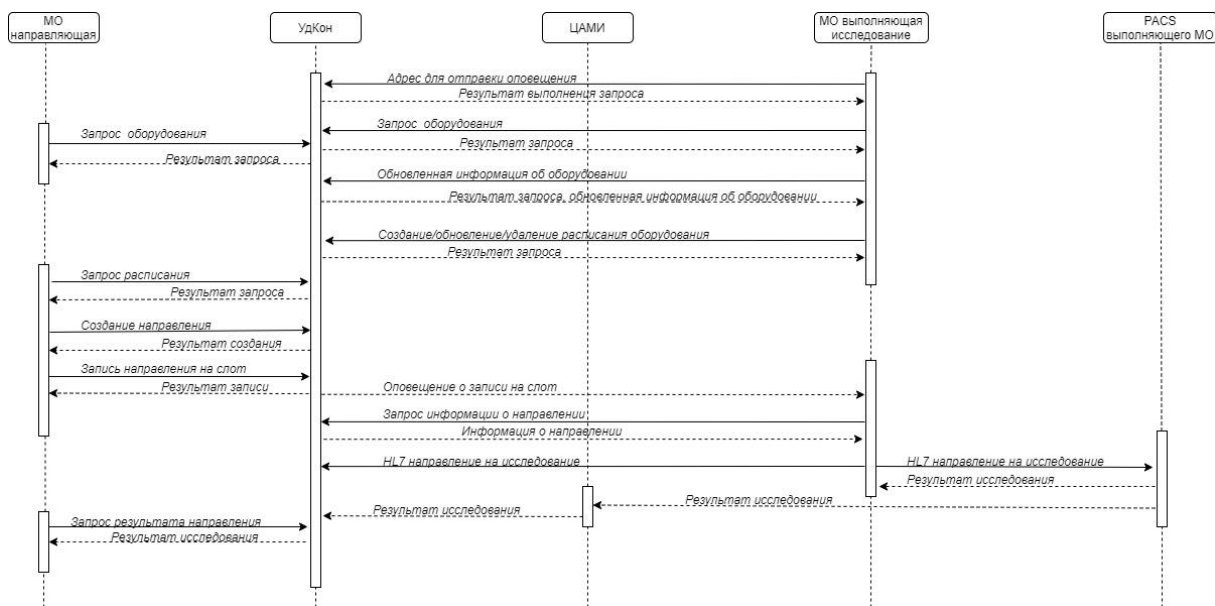 МО
направляющая
УдКон
ЦАМИ
МО выполняющая
исследование
PACS
выполняющего МО
Адрес для отправки оповещения
Результат выполнения запроса
Запрос оборудования
Запрос оборудования
Результат запроса
Результат запроса
Обновленная информация об оборудовании
Результат запроса, обновленная информация об оборудовании
Создание/обновление/удаление расписания оборудования
Результат запроса
Запрос расписания
Результат запроса
Создание направления
Результат создания
Запись направления на слот
Результат записи
Оповещение о записи на слот
Запрос информации о направлении
Информация о направлении
HL7 направление на исследование
HL7 направление на исследование
Результат исследования
Результат исследования
Результат исследования
Запрос результата направления
Результат исследования